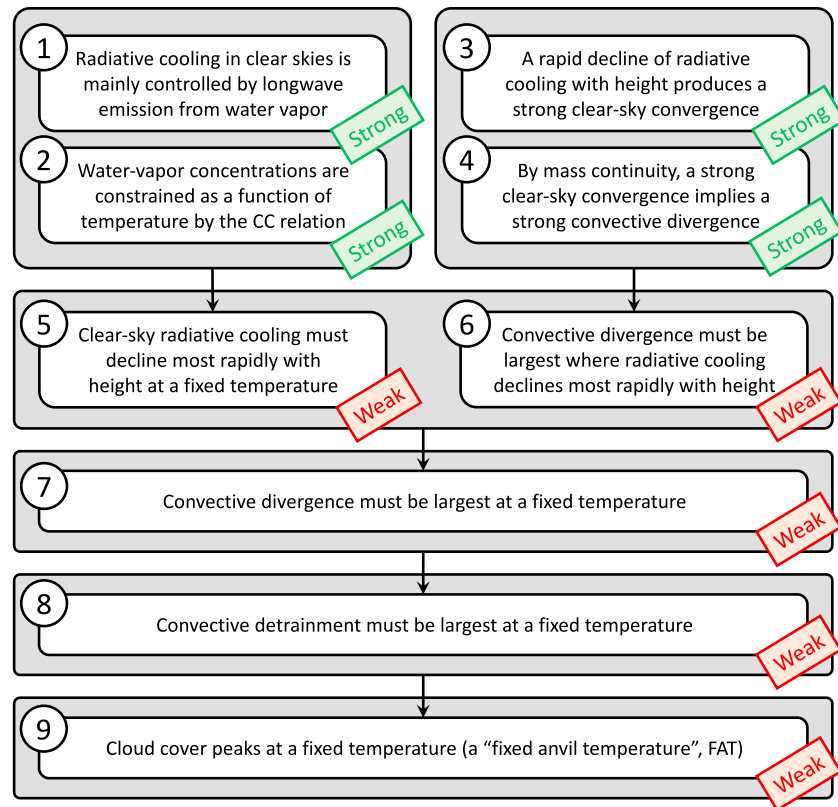 1
Radiative cooling in clear skies is
mainly controlled by longwave
emission from water vapor
Strong
2
Water-vapor concentrations are
constrained as a function of
temperature by the CC relation
Strong
3
A rapid decline of radiative
cooling with height produces a
strong clear-sky convergence
Strong
4
By mass continuity, a strong
clear-sky convergence implies a
strong convective divergence
Strong
5
Clear-sky radiative cooling must
decline most rapidly with
height at a fixed temperature
Weak
6
Convective divergence must be
largest where radiative cooling
declines most rapidly with height
Weak
7
Convective divergence must be largest at a fixed temperature
Weak
8
Convective detrainment must be largest at a fixed temperature
Weak
9
Cloud cover peaks at a fixed temperature (a “fixed anvil temperature”, FAT)
Weak